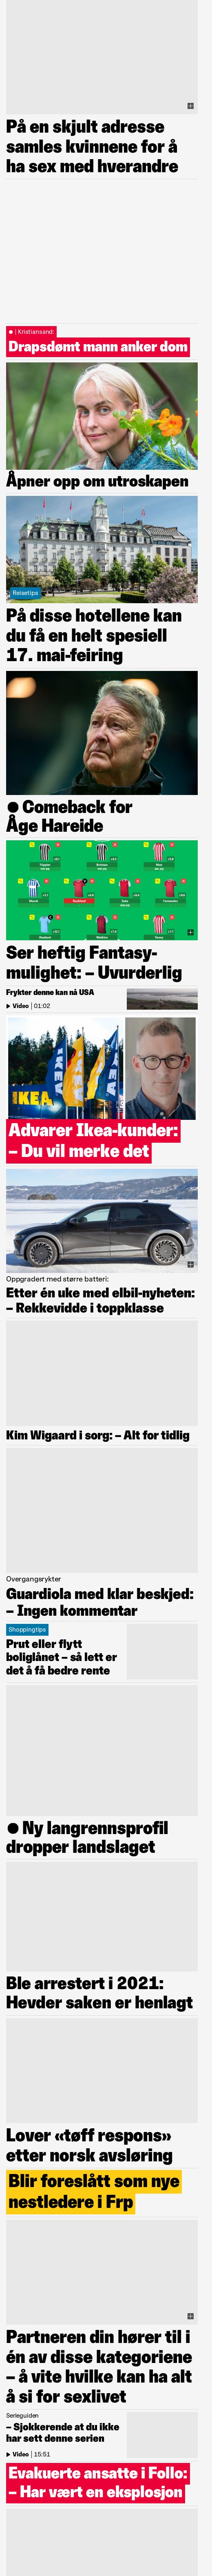 På en skjult adresse
samles kvinnene for å
ha sex med hverandre
Kristiansand:
Drapsdømt mann anker dom
Åpner opp om utroskapen
Reisetips
På disse hotellene kan
du få en helt spesiell
17. mai-feiring
Comeback for
Åge Hareide
Ser heftig Fantasy-
mulighet: – Uvurderlig
Frykter denne kan nå USA
Video | 01:02
IKEA
Advarer Ikea-kunder:
– Du vil merke det
Oppgradert med større batteri:
Etter én uke med elbil-nyheten:
– Rekkevidde i toppklasse
Kim Wigaard i sorg: – Alt for tidlig
Overgangsrykter
Guardiola med klar beskjed:
– Ingen kommentar
Shoppingtips
Prut eller flytt
boliglånet – så lett er
det å få bedre rente
Ny langrennsprofil
dropper landslaget
Ble arrestert i 2021:
Hevder saken er henlagt
Lover «tøff respons»
etter norsk avsløring
Blir foreslått som nye
nestledere i Frp
Partneren din hører til i
én av disse kategoriene
– å vite hvilke kan ha alt
å si for sexlivet
Serieguiden
– Sjokkerende at du ikke
har sett denne serien
Video | 15:51
Evakuerte ansatte i Follo:
– Har vært en eksplosjon